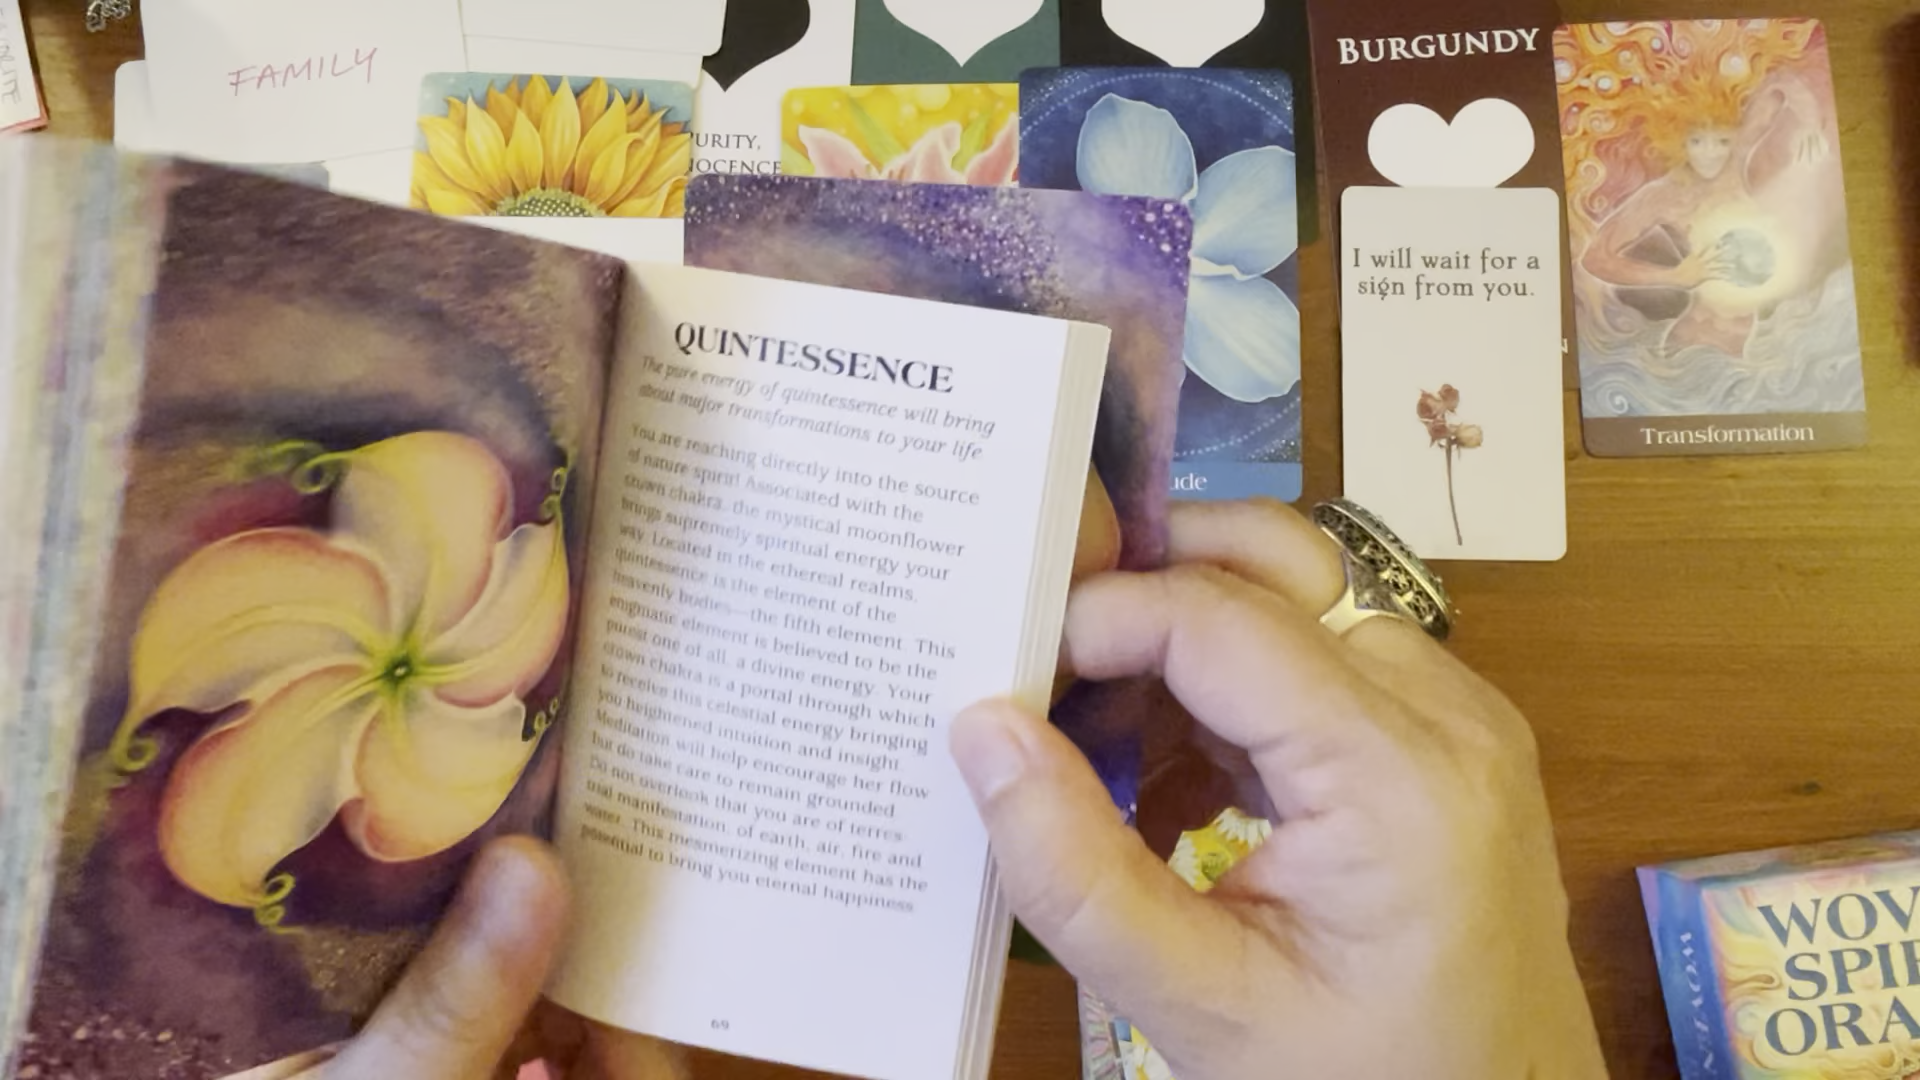 FAMILY
PURITY,
BURGUNDY
I will wait for a
sign from you.
Transformation
QUINTESSENCE
The pure energy of quintessence will bring
about major transformations to your life
You are reaching directly into the source
of nature spirit! Associated with the
crown chakra, the mystical moonflower
brings supremely spiritual energy your
way. Located in the ethereal realms,
quintessence is the element of the
heavenly bodies—the fifth element. This
enigmatic element is believed to be the
purest one of all, a divine energy. Your
crown chakra is a portal through which
to receive this celestial energy bringing
you heightened intuition and insight.
Meditation will help encourage her flow
but do take care to remain grounded.
Do not overlook that you are of terres-
trial manifestation, of earth, air, fire and
water. This mesmerizing element has the
potential to bring you eternal happiness.
69
WOV
SPI
ORA